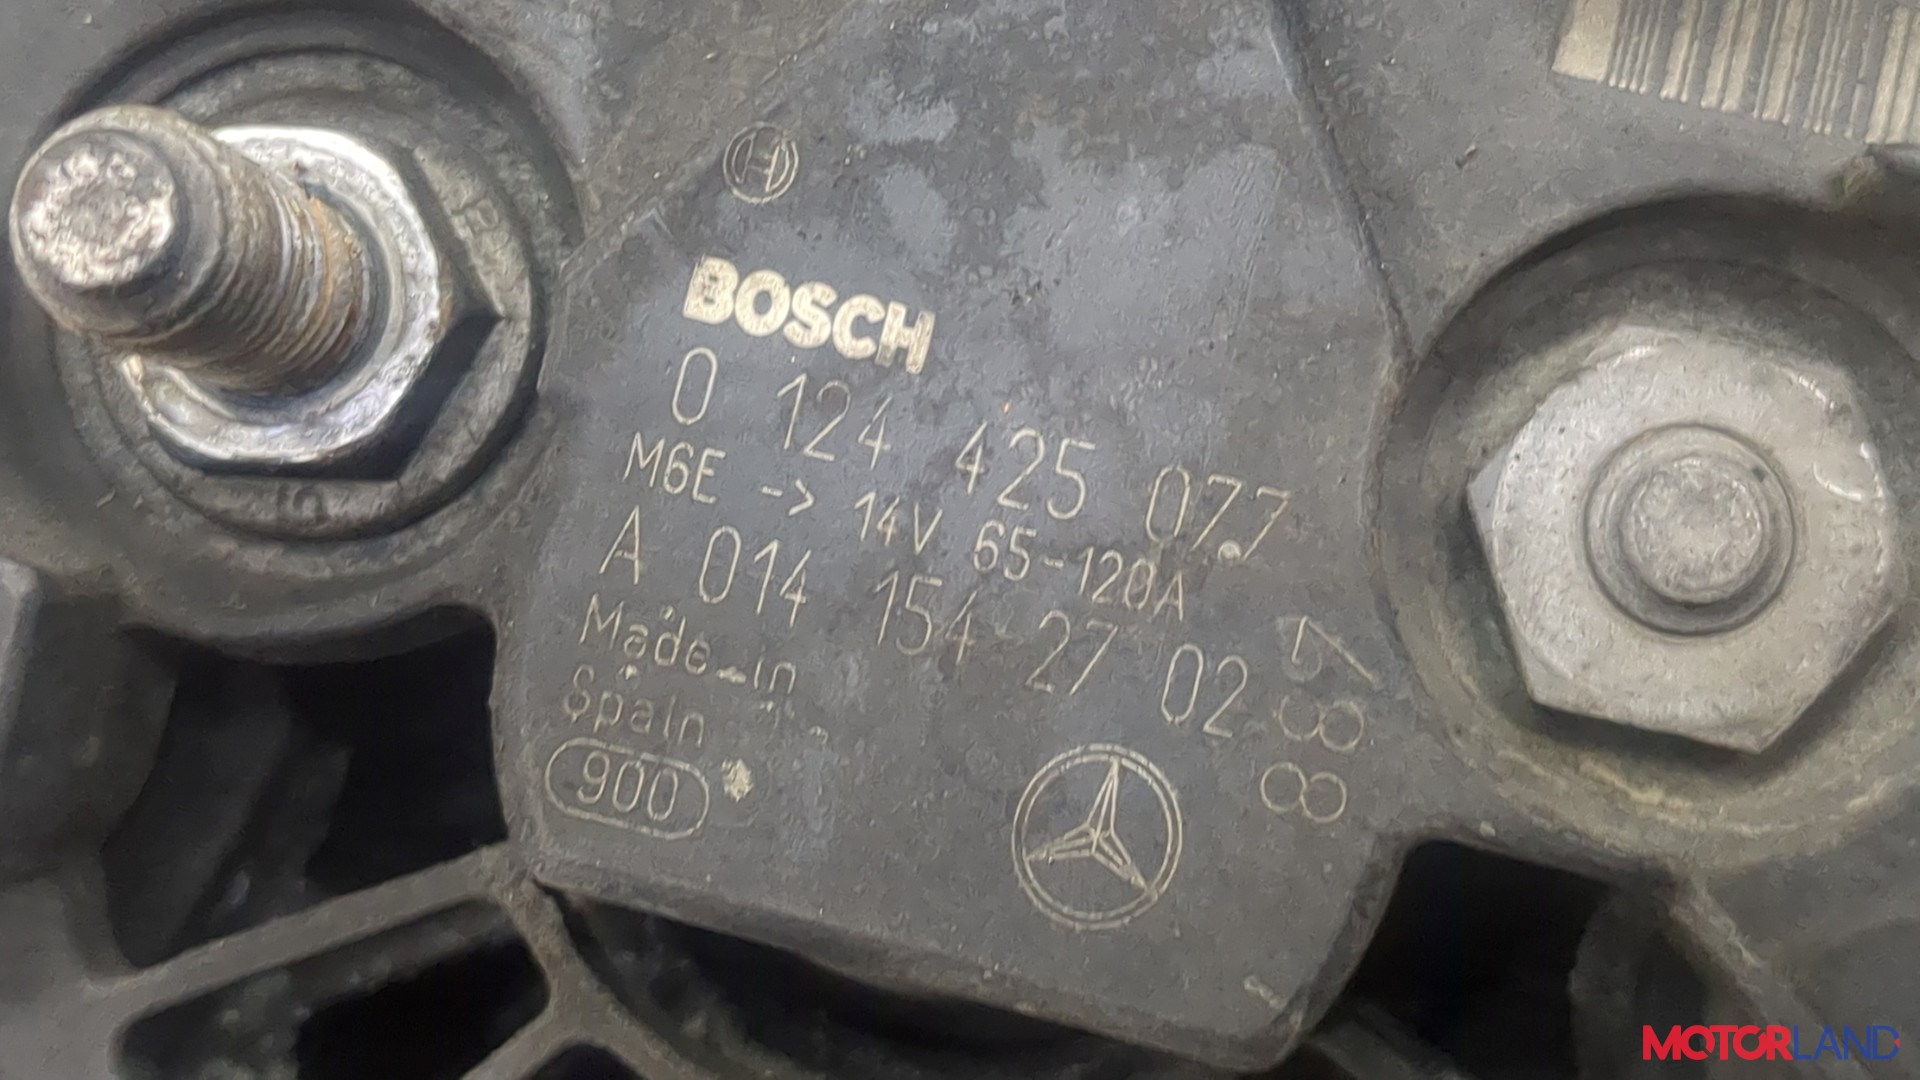 BOSCH
0 124 425 077
M6E -> 14V 65-120A
A 014 154 27 02
Made in
Spain
900
MOTORLAND